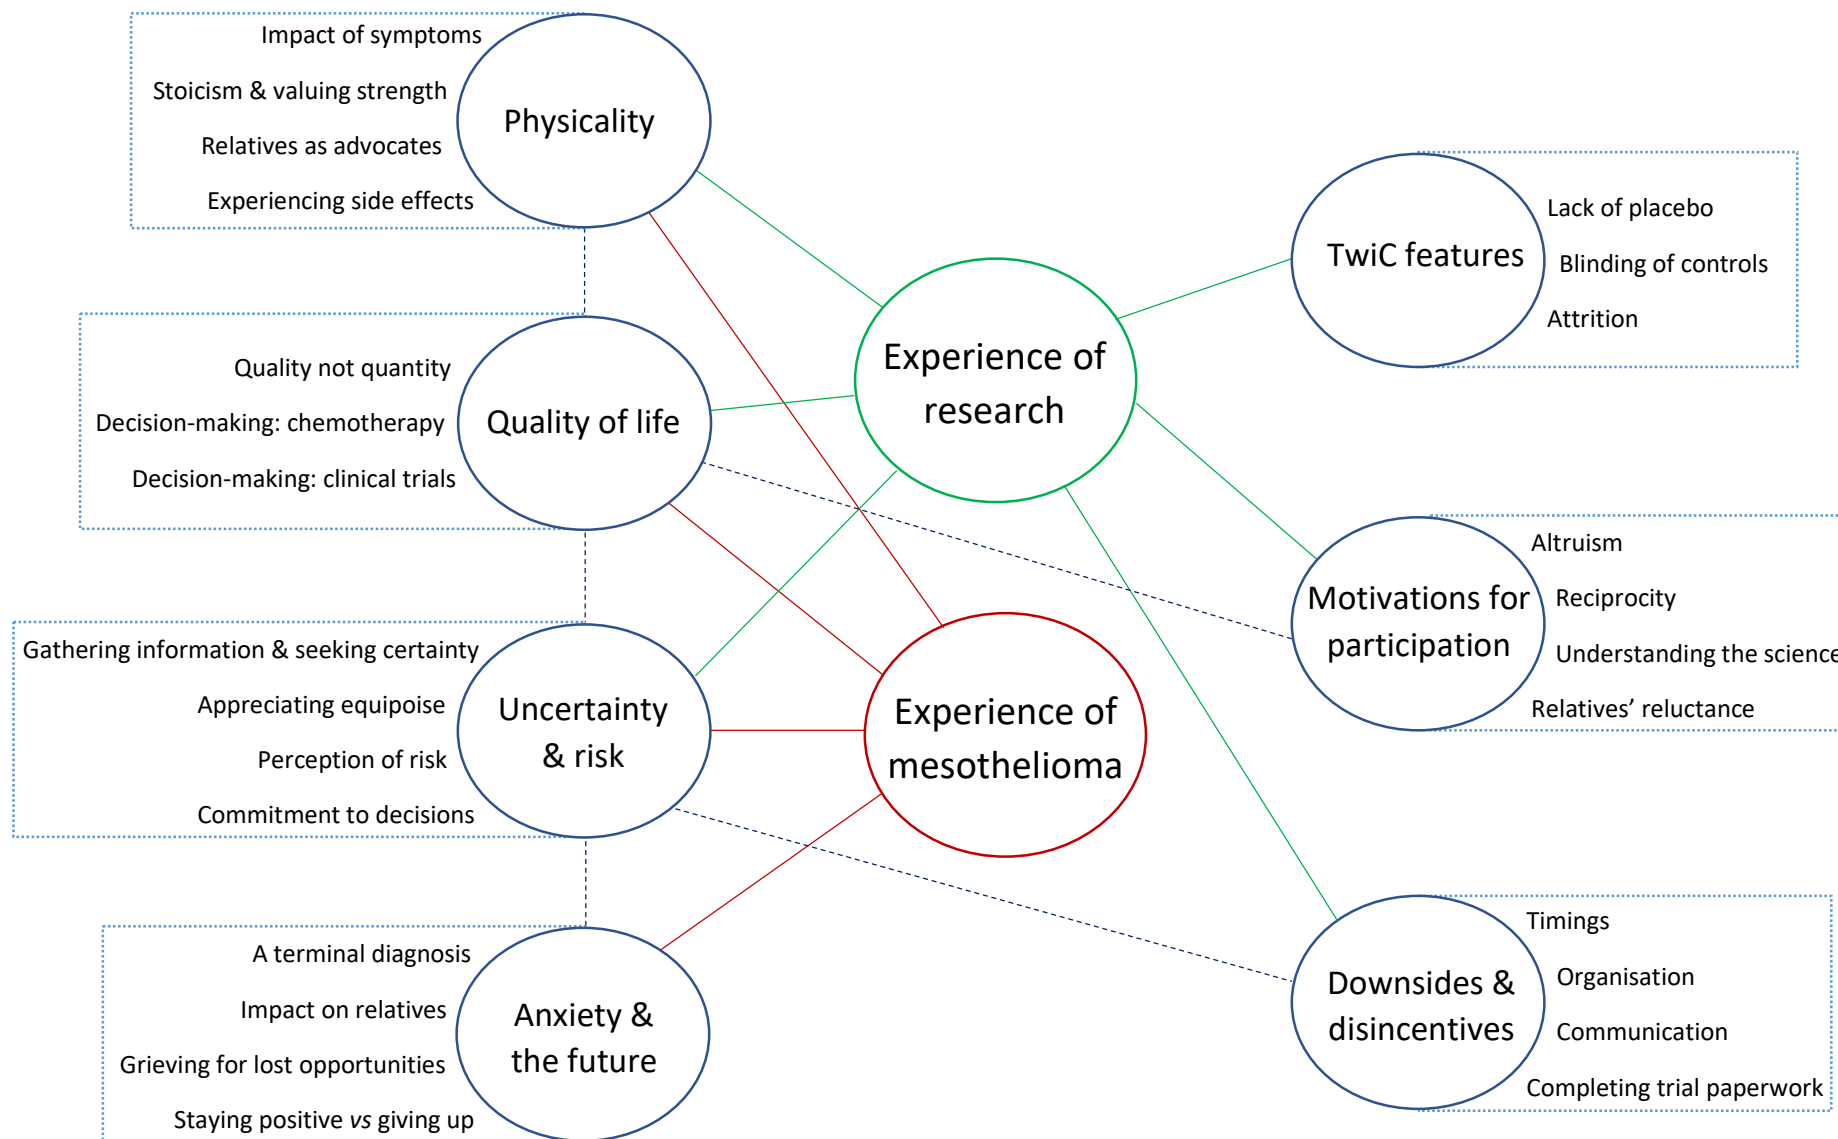 Impact of symptoms
Stoicism & valuing strength
Relatives as advocates
Experiencing side effects
Physicality
Quality not quantity
Decision-making: chemotherapy
Decision-making: clinical trials
Quality of life
Gathering information & seeking certainty
Appreciating equipoise
Perception of risk
Commitment to decisions
Uncertainty
& risk
A terminal diagnosis
Impact on relatives
Grieving for lost opportunities
Staying positive vs giving up
Anxiety &
the future
Experience of
research
Experience of
mesothelioma
TwiC features
Lack of placebo
Blinding of controls
Attrition
Motivations for
participation
Altruism
Reciprocity
Understanding the science
Relatives’ reluctance
Downsides &
disincentives
Timings
Organisation
Communication
Completing trial paperwork